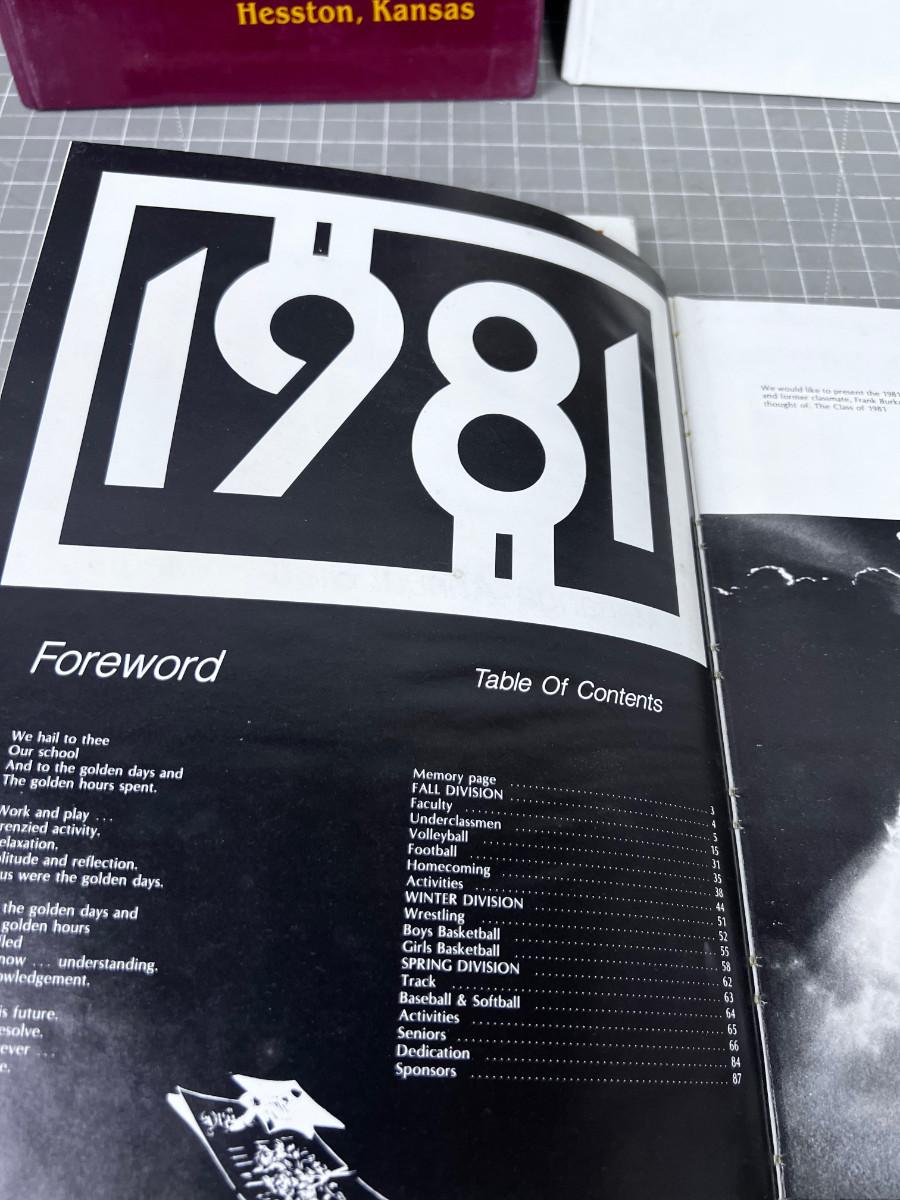 Hesston, Kansas
1981
Foreword
We hail to thee
Our school
And to the golden days and
The golden hours spent.
Work and play ...
renzied activity.
elaxation.
litude and reflection.
us were the golden days.
the golden days and
golden hours
lled
now ... understanding.
owledgement.
is future.
esolve.
ever ...
e.
Table Of Contents
Memory page 3
FALL DIVISION 4
Faculty 5
Underclassmen 15
Volleyball 31
Football 35
Homecoming 38
Activities 44
WINTER DIVISION 51
Wrestling 52
Boys Basketball 55
Girls Basketball 58
SPRING DIVISION 62
Track 63
Baseball & Softball 64
Activities 65
Seniors 66
Dedication 84
Sponsors 87
We would like to present the 1981
and former classmate, Frank Burk
thought of. The Class of 1981